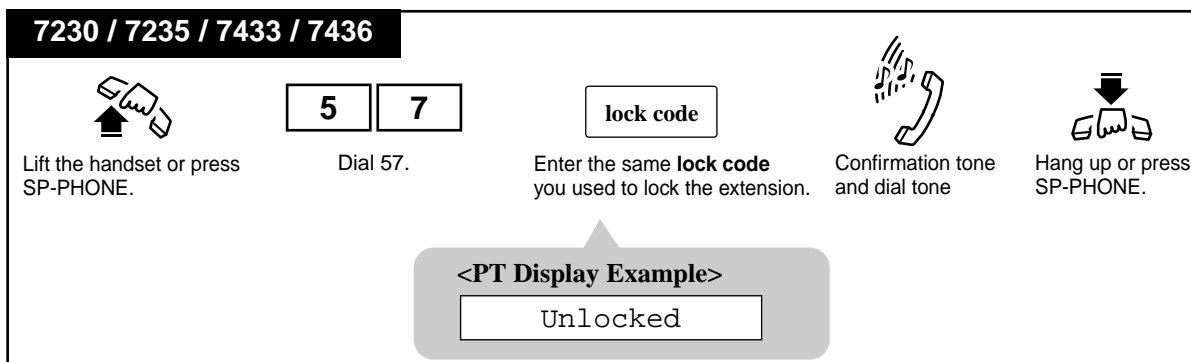 7230 / 7235 / 7433 / 7436
5 7
lock code
Lift the handset or press
SP-PHONE.
Dial 57.
Enter the same lock code
you used to lock the extension.
Confirmation tone
and dial tone
Hang up or press
SP-PHONE.
<PT Display Example>
Unlocked